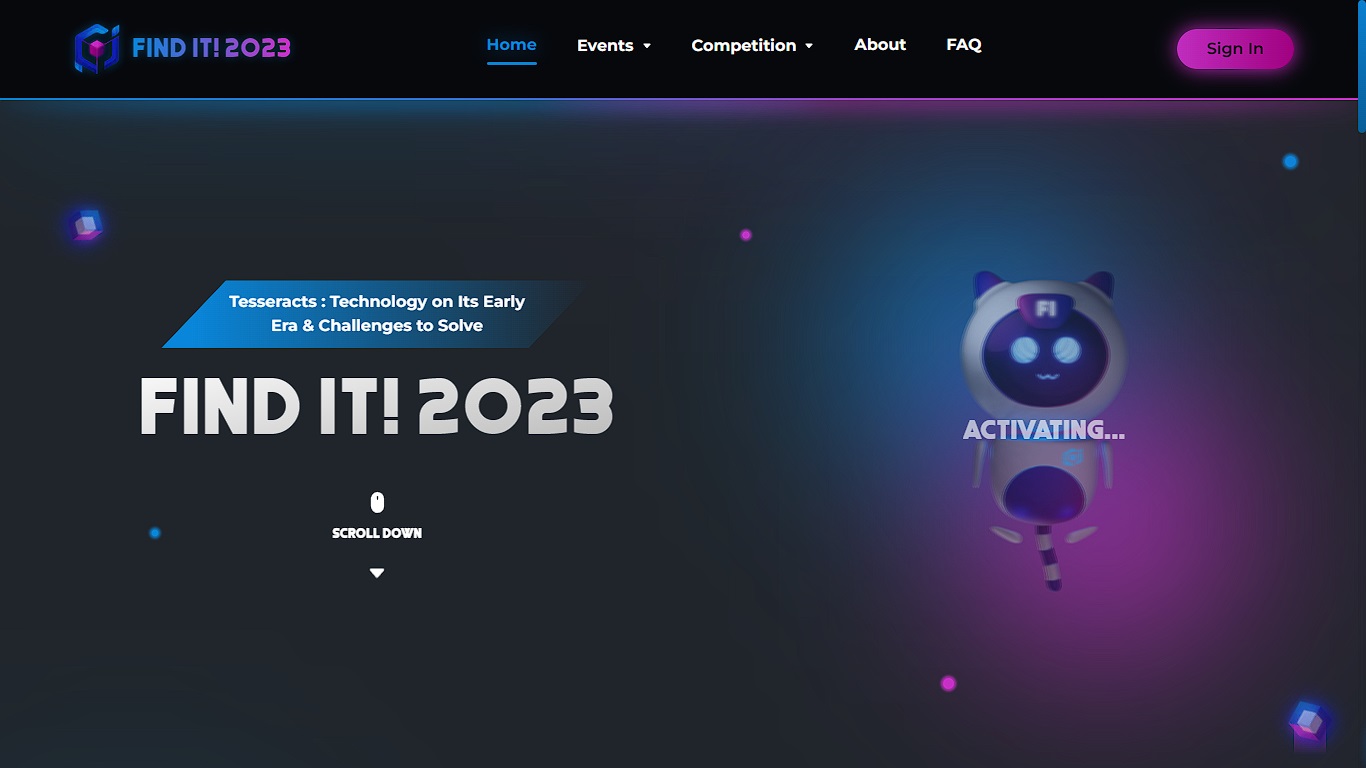 FIND IT! 2023
Home
Events
Competition
About
FAQ
Sign In
Tesseracts : Technology on Its Early
Era & Challenges to Solve
FIND IT! 2023
SCROLL DOWN
FI
ACTIVATING...